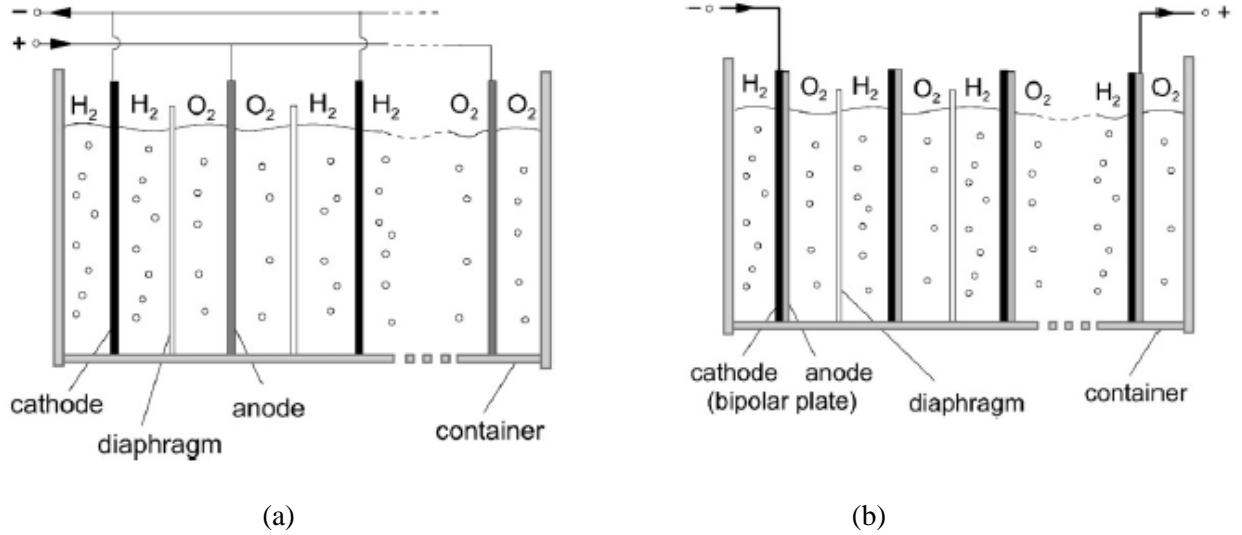 −
+
H2 H2 O2 O2 H2 H2 O2 O2
cathode
diaphragm
anode
container
(a)
− +
H2 O2 H2 O2 H2 O2 H2 O2
cathode anode
(bipolar plate)
diaphragm
container
(b)